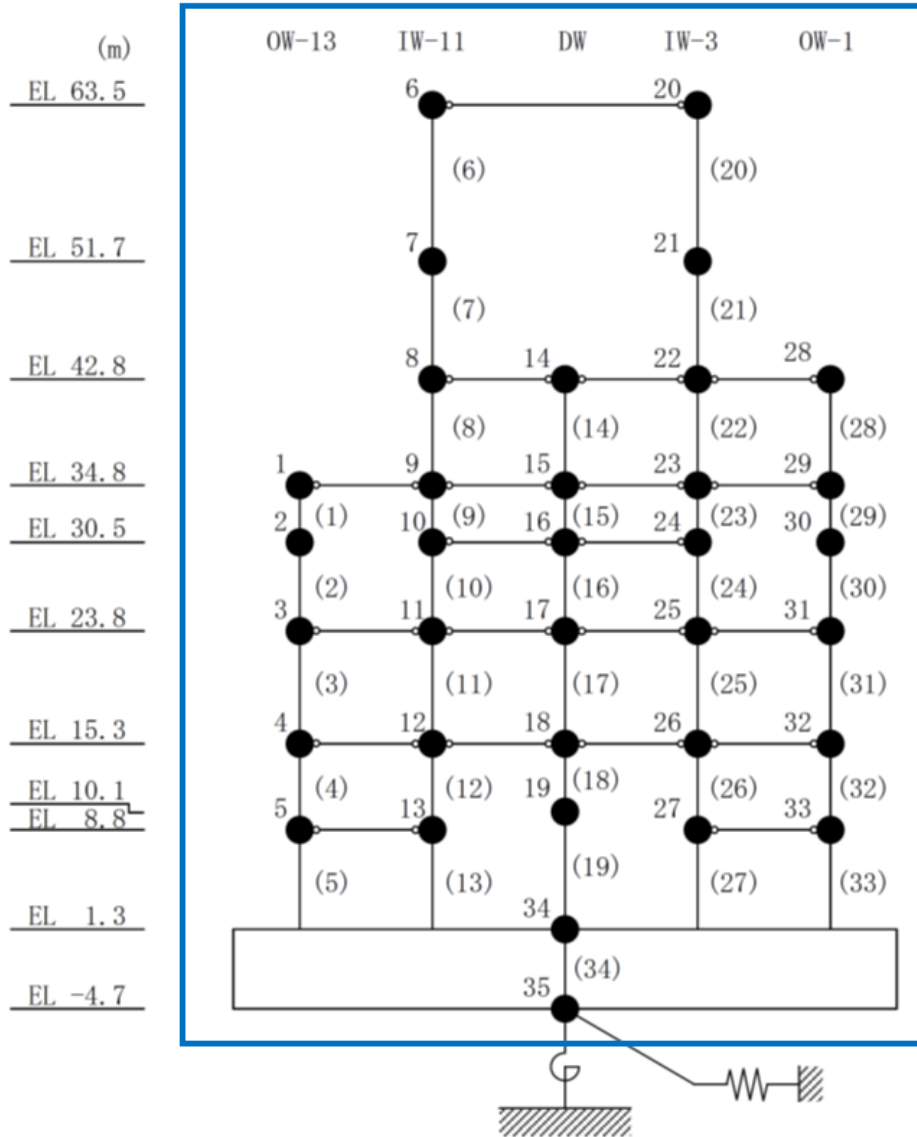 (m) OW-13 IW-11 DW IW-3 OW-1
EL 63.5 6 20
(6) (20)
EL 51.7 7 21
(7) (21)
EL 42.8 8 14 22 28
(8) (14) (22) (28)
EL 34.8 1 9 15 23 29
(1) (9) (15) (23) (29)
EL 30.5 2 10 16 24 30
(2) (10) (16) (24) (30)
EL 23.8 3 11 17 25 31
(3) (11) (17) (25) (31)
EL 15.3 4 12 18 26 32
(4) (12) (18) (26) (32)
EL 10.1 19
EL 8.8 5 13 27 33
(5) (13) (19) (27) (33)
EL 1.3 34
(34)
EL -4.7 35